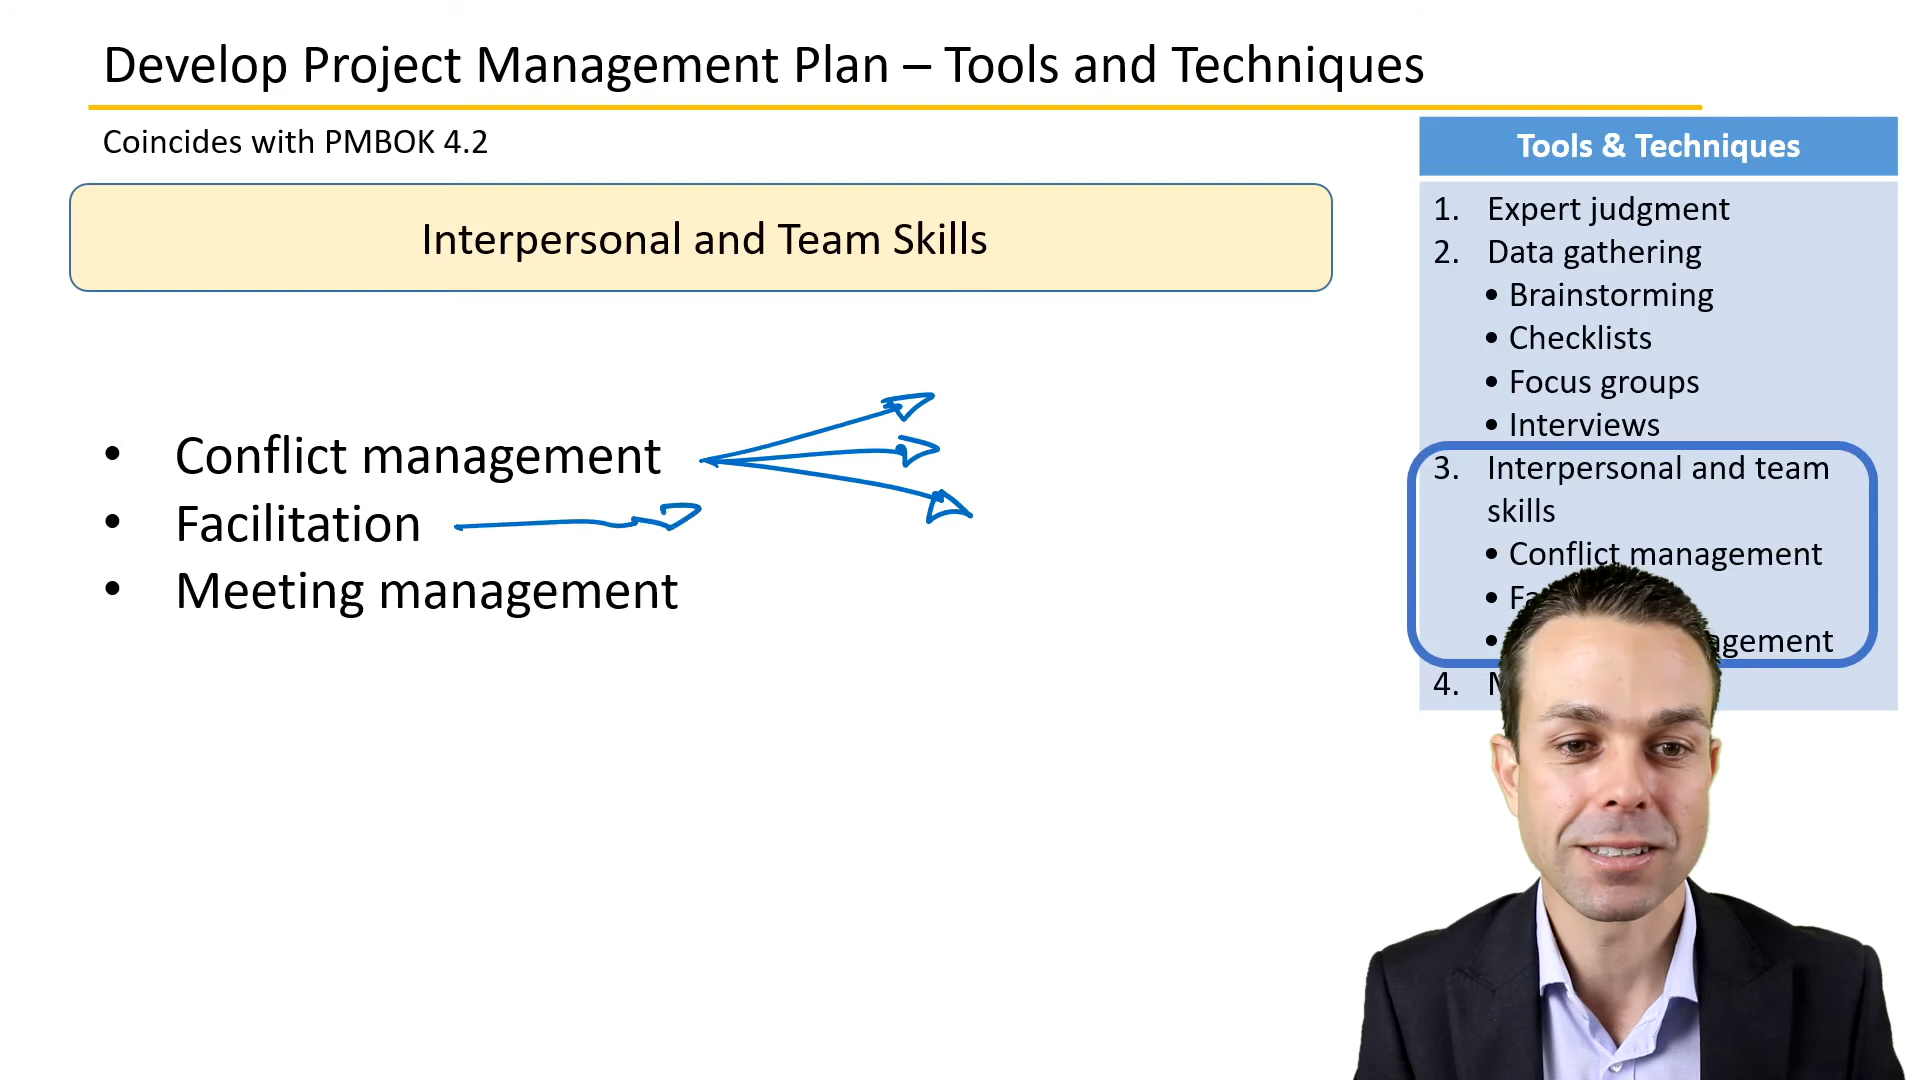 Develop Project Management Plan – Tools and Techniques
Coincides with PMBOK 4.2
Interpersonal and Team Skills
• Conflict management
• Facilitation
• Meeting management
Tools & Techniques
1. Expert judgment
2. Data gathering
• Brainstorming
• Checklists
• Focus groups
• Interviews
3. Interpersonal and team
skills
• Conflict management
•
•
4.